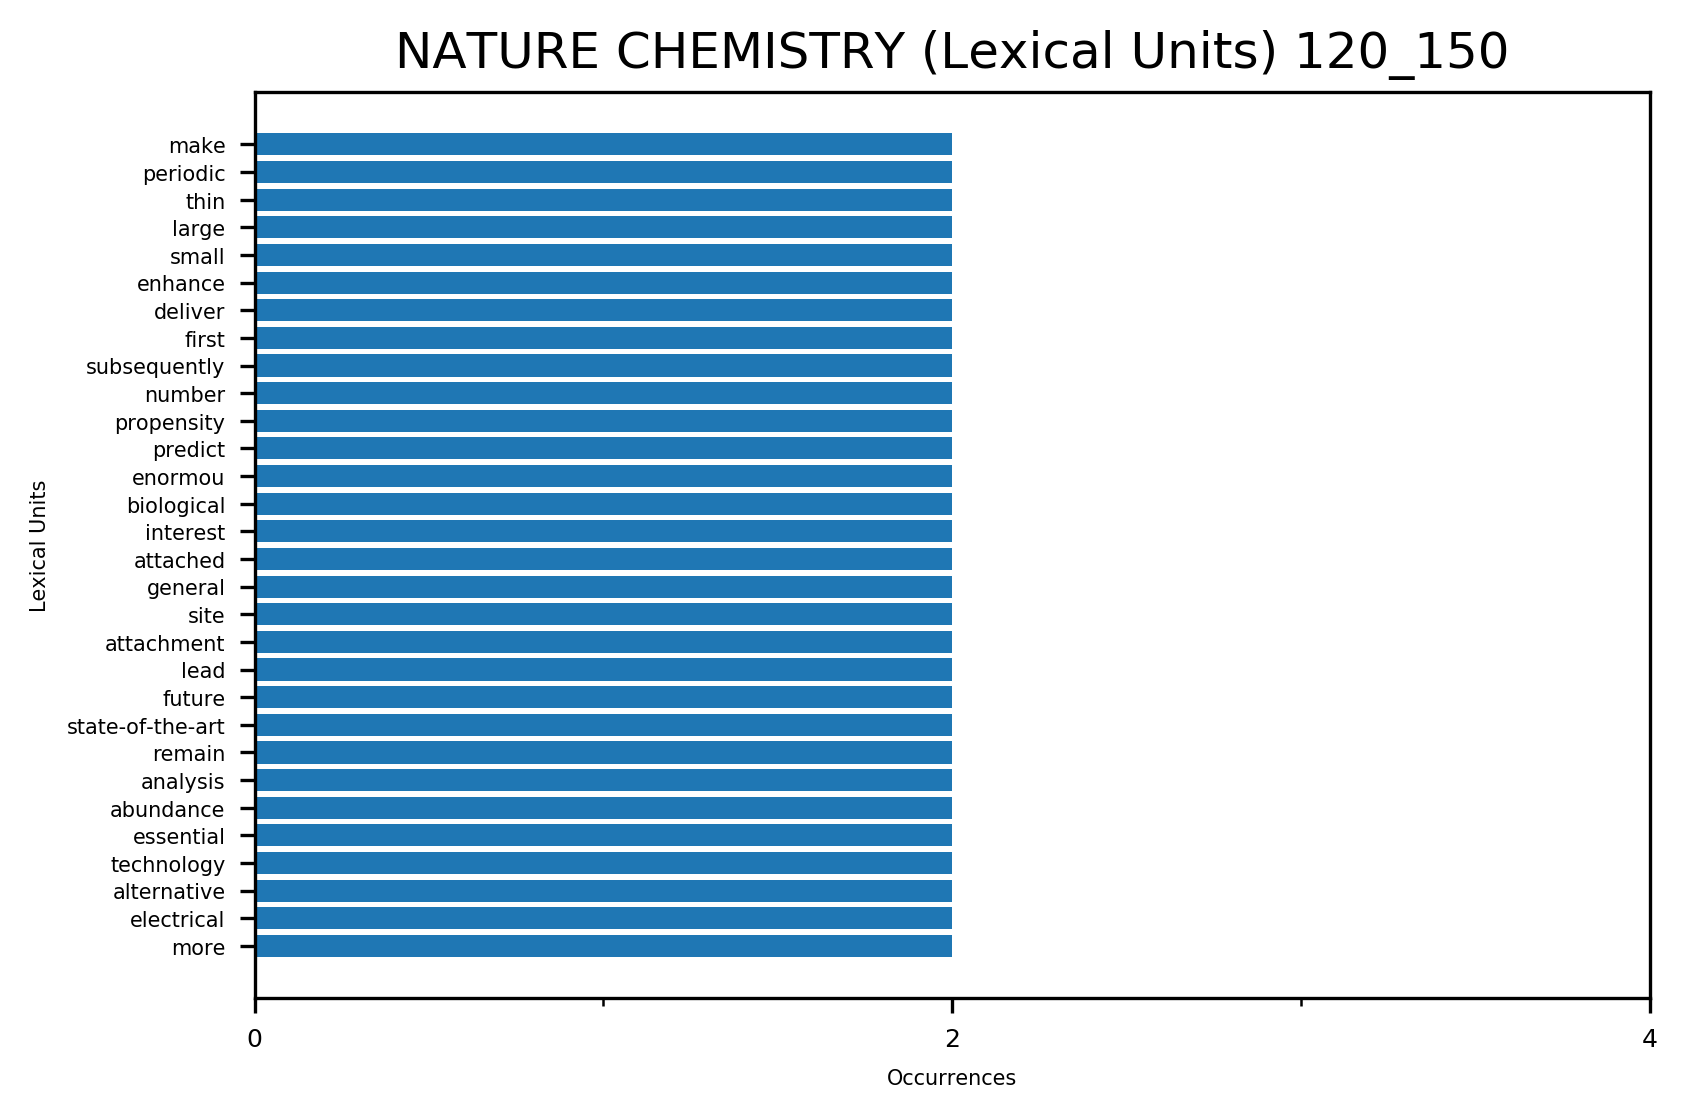 NATURE CHEMISTRY (Lexical Units) 120_150
make
periodic
thin
large
small
enhance
deliver
first
subsequently
number
propensity
predict
enormou
biological
interest
attached
general
site
attachment
lead
future
state-of-the-art
remain
analysis
abundance
essential
technology
alternative
electrical
more
Lexical Units
0 2 4
Occurrences